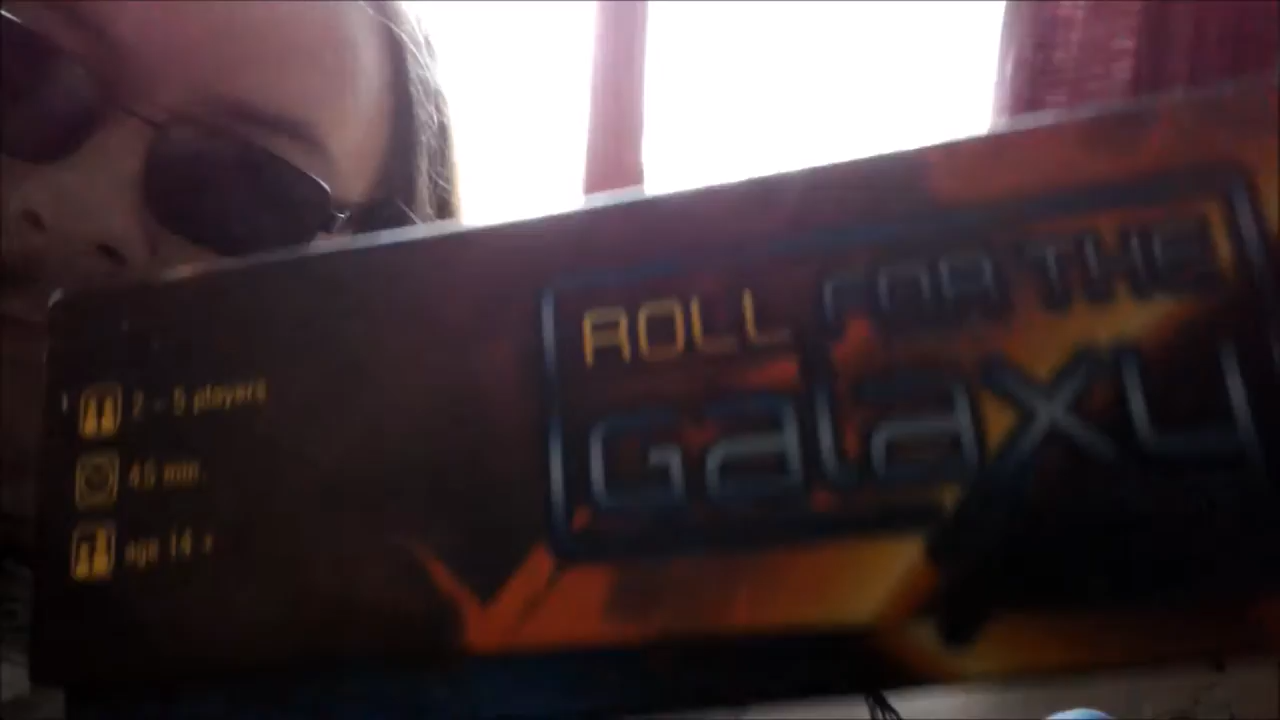 ROLL FOR THE
GalaxY
2 - 5 players
45 min.
age 14 +